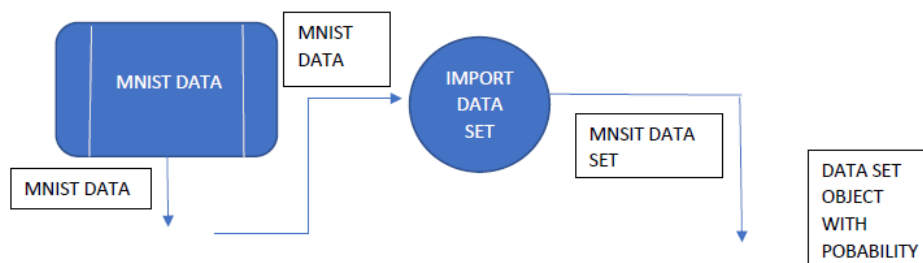 MNIST DATA
MNIST
DATA
IMPORT
DATA
SET
MNIST DATA
MNSIT DATA
SET
DATA SET
OBJECT
WITH
POBABILITY